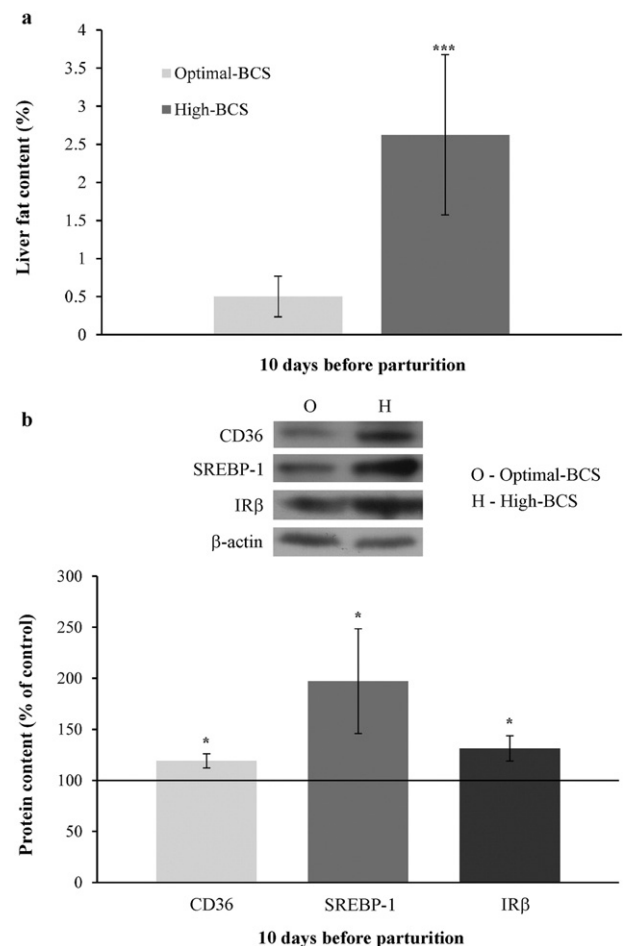 a
4
3.5
3
2.5
2
1.5
1
0.5
0
Liver fat content (%)
Optimal-BCS
High-BCS
***
10 days before parturition
b
O H
CD36
SREBP-1
IRβ
β-actin
O - Optimal-BCS
H - High-BCS
300
250
200
150
100
50
0
Protein content (% of control)
*
*
*
CD36 SREBP-1 IRβ
10 days before parturition